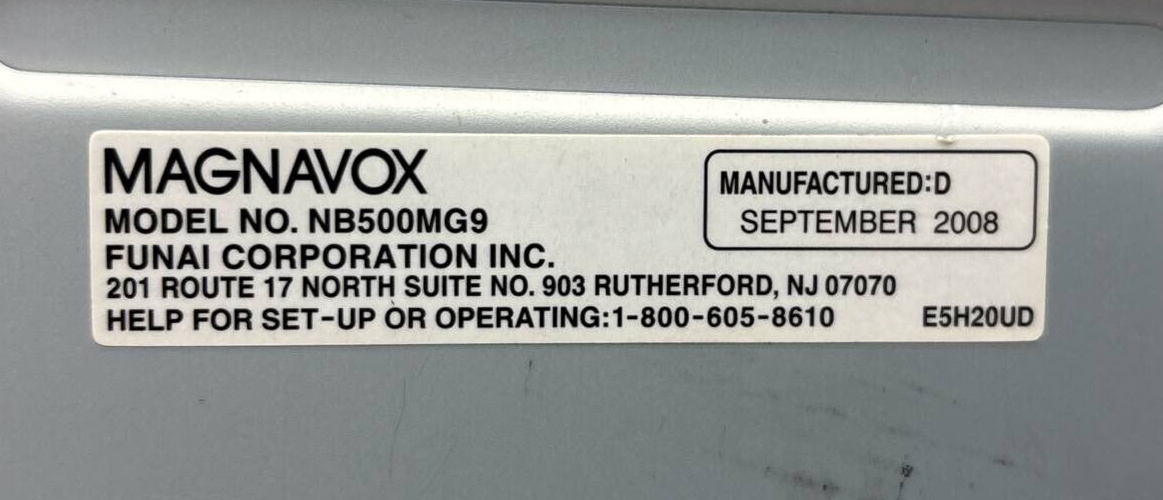 MAGNAVOX
MODEL NO. NB500MG9
FUNAI CORPORATION INC.
201 ROUTE 17 NORTH SUITE NO. 903 RUTHERFORD, NJ 07070
HELP FOR SET-UP OR OPERATING:1-800-605-8610
MANUFACTURED:D
SEPTEMBER 2008
E5H20UD